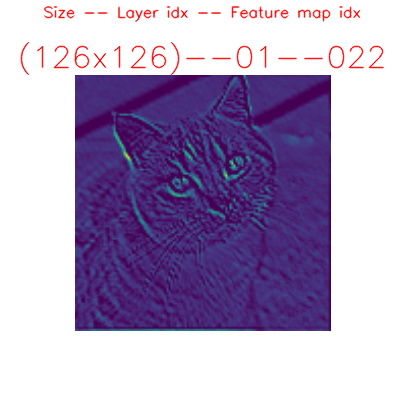 Size -- Layer idx -- Feature map idx
(126x126)--01--022